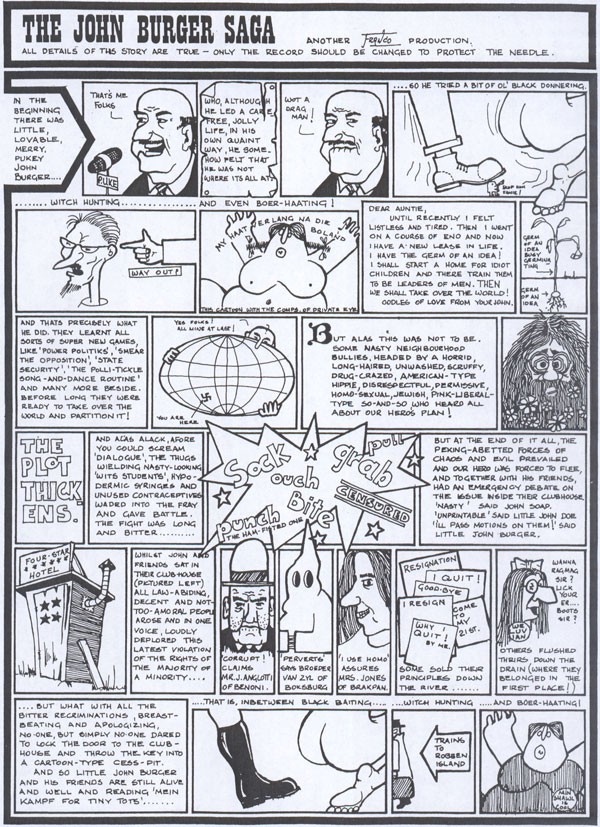 THE JOHN BURGER SAGA
ANOTHER Franco PRODUCTION.
ALL DETAILS OF THIS STORY ARE TRUE – ONLY THE RECORD SHOULD BE CHANGED TO PROTECT THE NEEDLE.
IN THE
BEGINNING
THERE WAS
LITTLE,
LOVABLE,
MERRY,
PUKEY
JOHN
BURGER....
THAT'S ME
FOLKS
PUKE
WHO, ALTHOUGH
HE LED A CARE
FREE, JOLLY
LIFE, IN HIS
OWN QUAINT
WAY, HE SOME-
HOW FELT THAT
HE WAS NOT
WHERE ITS ALL AT.
WOT A
DRAG
MAN!
....SO HE TRIED A BIT OF OL' BLACK DONNERING.
........WITCH HUNTING................
WAY OUT!
....AND EVEN BOER-HAATING!
MY HAAT VERLANG NA DIE BOLAND
THIS CARTOON WITH THE COMPS. OF PRIVATE EYE
DEAR AUNTIE,
UNTIL RECENTLY I FELT
LISTLESS AND TIRED. THEN I WENT
ON A COURSE OF ENO AND NOW
I HAVE A NEW LEASE IN LIFE.
I HAVE THE GERM OF AN IDEA!
I SHALL START A HOME FOR IDIOT
CHILDREN AND THERE TRAIN THEM
TO BE LEADERS OF MEN. THEN
WE SHALL TAKE OVER THE WORLD!
OODLES OF LOVE FROM YOUR JOHN.
GERM
OF AN
IDEA
BUSY
GERMINA
TING
GERM
OF AN
IDEA
AND THATS PRECISELY WHAT
HE DID. THEY LEARNT ALL
SORTS OF SUPER NEW GAMES,
LIKE 'POWER POLITICS', 'SMEAR
THE OPPOSITION', 'STATE
SECURITY', 'THE POLLI-TICKLE
SONG-AND-DANCE ROUTINE'
AND MANY MORE BESIDE.
BEFORE LONG THEY WERE
READY TO TAKE OVER THE
WORLD AND PARTITION IT!
YES FOLKS!
ALL MINE AT LAST!
YOU ARE
HERE
BUT ALAS THIS WAS NOT TO BE.
SOME NASTY NEIGHBOURHOOD
BULLIES, HEADED BY A HORRID,
LONG-HAIRED, UNWASHED, SCRUFFY,
DRUG-CRAZED, AMERICAN-TYPE
HIPPIE, DISRESPECTFUL, PERMISSIVE,
HOMO-SEXUAL, JEWISH, PINK-LIBERAL-
TYPE SO-AND-SO WHO HEARD ALL
ABOUT OUR HERO'S PLAN!
THE
PLOT
THICK
ENS.
AND ALAS ALACK, AFORE
YOU COULD SCREAM
'DIALOGUE', THE THUGS
WIELDING NASTY-LOOKING
'WITS STUDENTS', HYPO-
DERMIC SYRINGES AND
UNUSED CONTRACEPTIVES
WADED INTO THE FRAY
AND GAVE BATTLE.
THE FIGHT WAS LONG
AND BITTER..........
Sock
ouch
Bite
grab
pull
CENSURED
punch
THE HAM-FISTED ONE
BUT AT THE END OF IT ALL, THE
PEKING-ABETTED FORCES OF
CHAOS AND EVIL PREVAILED
AND OUR HERO WAS FORCED TO FLEE,
AND TOGETHER WITH HIS FRIENDS,
HAD AN EMERGENCY DEBATE ON
THE ISSUE INSIDE THEIR CLUBHOUSE.
'NASTY' SAID JOHN SOAP.
'UNPRINTABLE' SAID LITTLE JOHN DOE
'I'LL PASS MOTIONS ON THEM!' SAID
LITTLE JOHN BURGER.
FOUR-STAR
HOTEL
WHILST JOHN AND
FRIENDS SAT IN
THEIR CLUB-HOUSE
(PICTURED LEFT)
ALL LAW-ABIDING,
DECENT AND NOT-
TOO-AMORAL PEOPLE
AROSE AND IN ONE
VOICE, LOUDLY
DEPLORED THIS
LATEST VIOLATION
OF THE RIGHTS OF
THE MAJORITY OF
A MINORITY....
'CORRUPT!'
CLAIMS
MR. J. ANGLOTTI
OF BENONI.
PERVERTS
SAYS BROEDER
VAN ZYL OF
BOKSBURG
'I USE HOMO'
ASSURES
MRS. JONES
OF BRAKPAN.
RESIGNATION
I QUIT!
GOOD-BYE
I RESIGN
COME
TO
MY
21ST.
WHY I
QUIT!
BY ME.
SOME SOLD THEIR
PRINCIPLES DOWN
THE RIVER .......
WANNA
RAGMAG
SIR?
LICK
YOUR
ER....
BOOTS
SIR?
WE
LUV
JAN
OTHERS FLUSHED
THEIRS DOWN THE
DRAIN (WHERE THEY
BELONGED IN THE
FIRST PLACE!)
....BUT WHAT WITH ALL THE
BITTER RECRIMINATIONS, BREAST-
BEATING AND APOLOGIZING,
NO-ONE, BUT SIMPLY NO-ONE DARED
TO LOCK THE DOOR TO THE CLUB-
HOUSE AND THROW THE KEY INTO
A CARTOON-TYPE CESS-PIT.
AND SO LITTLE JOHN BURGER
AND HIS FRIENDS ARE STILL ALIVE
AND WELL AND READING 'MEIN
KAMPF FOR TINY TOTS'.......
.....THAT IS, INBETWEEN BLACK BAITING.....
....WITCH HUNTING
TRAINS
TO
ROBBEN
ISLAND
....AND BOER-HAATING!